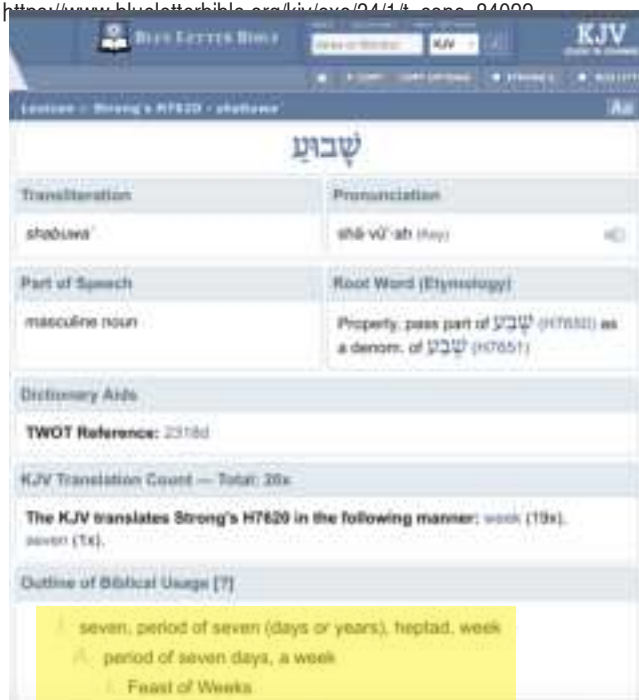 https://www.blueletterbible.org/kjv/exo/24/1/t_conc_84022
BLUE LETTER BIBLE
KJV
KJV
Lexicon :: Strong's H7620 - shabuwa'
Aa
שָׁבוּעַ
Transliteration
Pronunciation
shabuwa'
shä·vü'·ah (Key)
Part of Speech
Root Word (Etymology)
masculine noun
Properly, pass part of שָׁבַע (H7650) as
a denom. of שֶׁבַע (H7651)
Dictionary Aids
TWOT Reference: 2318d
KJV Translation Count — Total: 20x
The KJV translates Strong's H7620 in the following manner: week (19x),
seven (1x).
Outline of Biblical Usage [?]
I. seven, period of seven (days or years), heptad, week
A. period of seven days, a week
i. Feast of Weeks